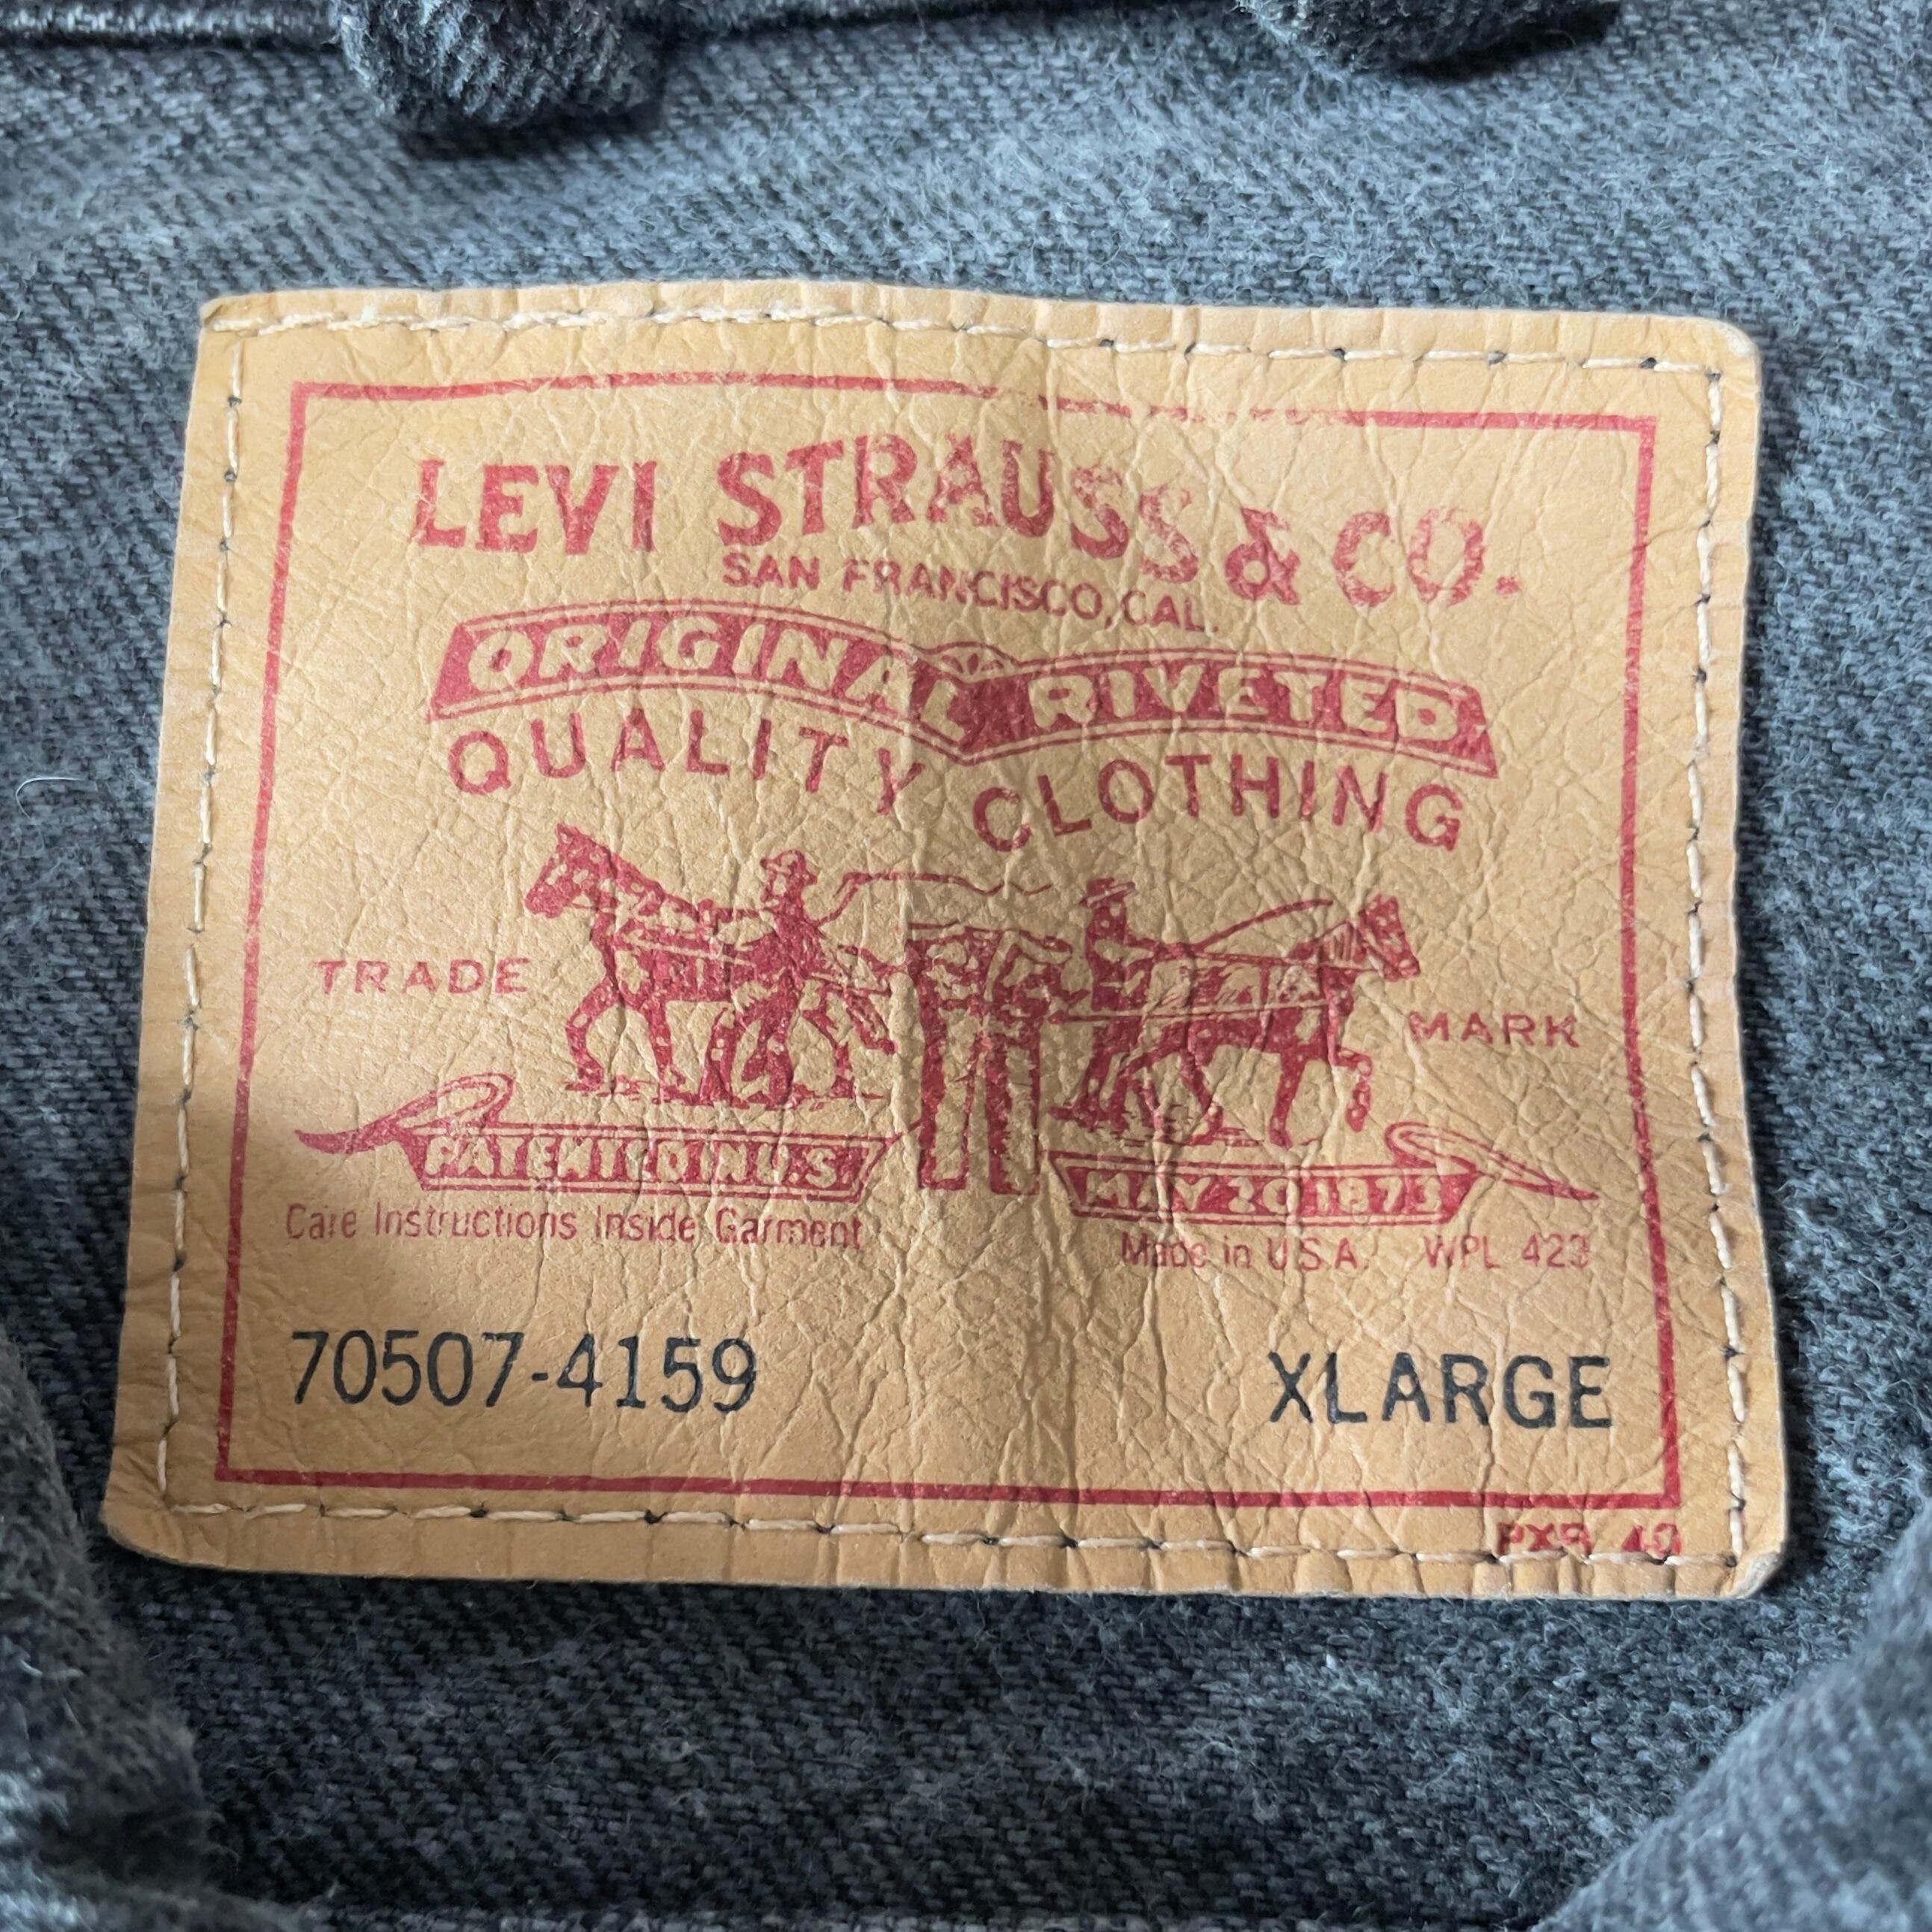 LEVI STRAUSS & CO.
SAN FRANCISCO, CAL.
ORIGINAL RIVETED
QUALITY CLOTHING
TRADE MARK
PATENTED IN U.S. MAY 20 1873
Care Instructions Inside Garment Made in U.S.A. WPL 423
70507-4159 XLARGE